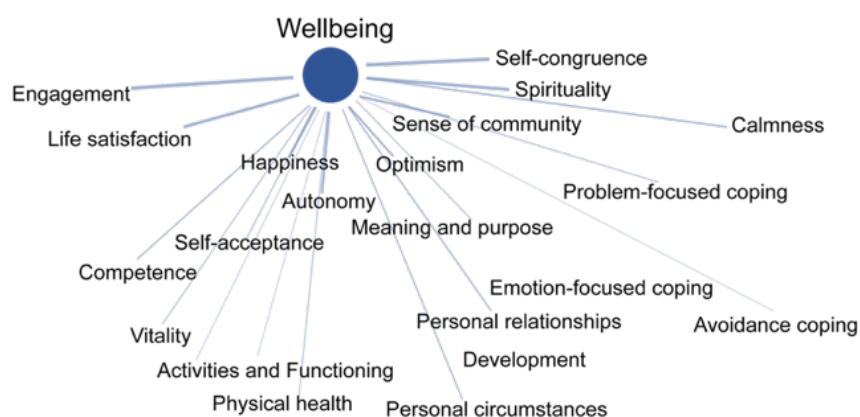 Wellbeing
Self-congruence
Engagement
Spirituality
Life satisfaction
Sense of community
Calmness
Happiness
Optimism
Problem-focused coping
Autonomy
Meaning and purpose
Self-acceptance
Competence
Emotion-focused coping
Personal relationships
Avoidance coping
Vitality
Development
Activities and Functioning
Physical health
Personal circumstances